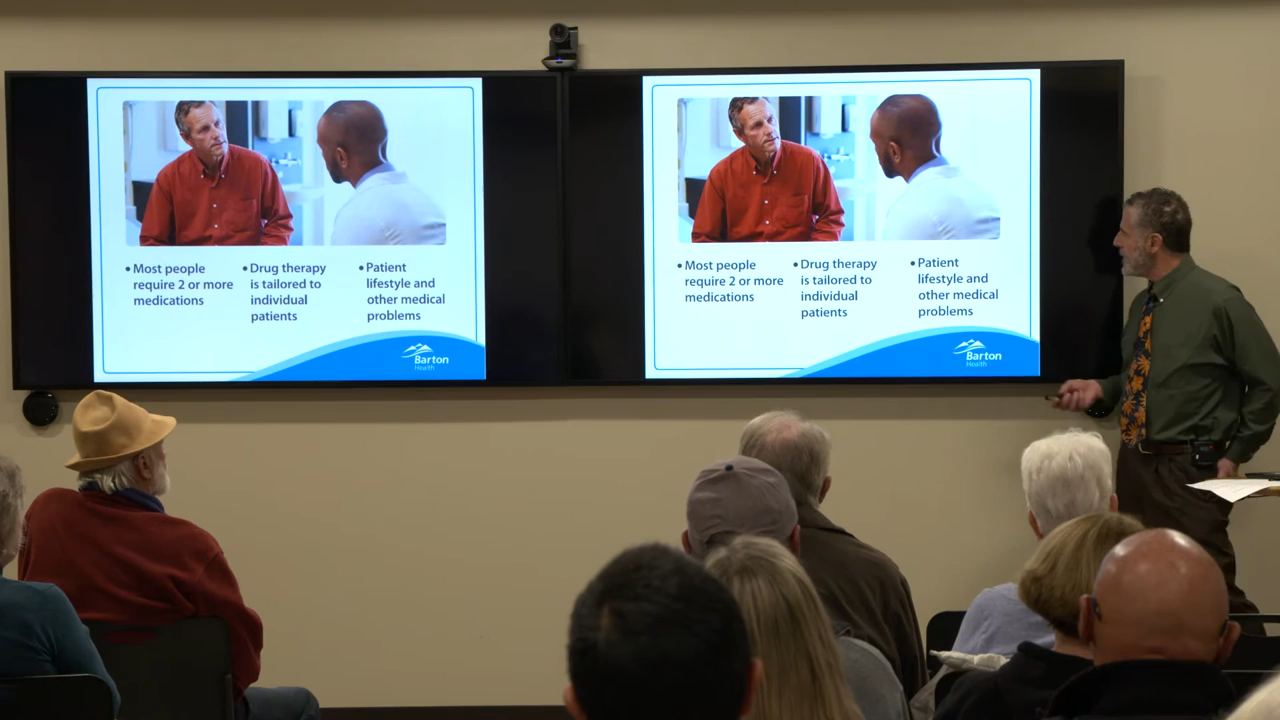 • Most people
require 2 or more
medications
• Drug therapy
is tailored to
individual
patients
• Patient
lifestyle and
other medical
problems
Barton
Health
• Most people
require 2 or more
medications
• Drug therapy
is tailored to
individual
patients
• Patient
lifestyle and
other medical
problems
Barton
Health